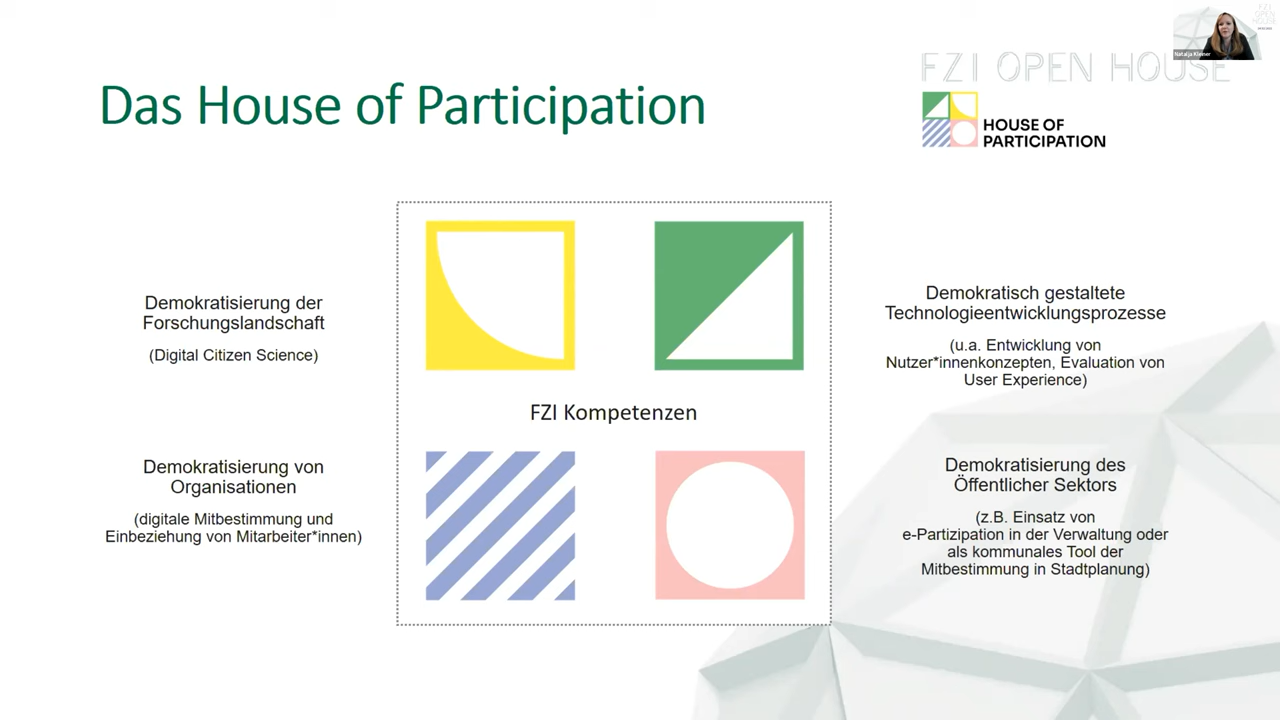 Natalja Kleiner
FZI OPEN HOUSE
Das House of Participation
HOUSE OF
PARTICIPATION
Demokratisierung der
Forschungslandschaft
(Digital Citizen Science)
Demokratisch gestaltete
Technologieentwicklungsprozesse
(u.a. Entwicklung von
Nutzer*innenkonzepten, Evaluation von
User Experience)
FZI Kompetenzen
Demokratisierung von
Organisationen
(digitale Mitbestimmung und
Einbeziehung von Mitarbeiter*innen)
Demokratisierung des
Öffentlicher Sektors
(z.B. Einsatz von
e-Partizipation in der Verwaltung oder
als kommunales Tool der
Mitbestimmung in Stadtplanung)